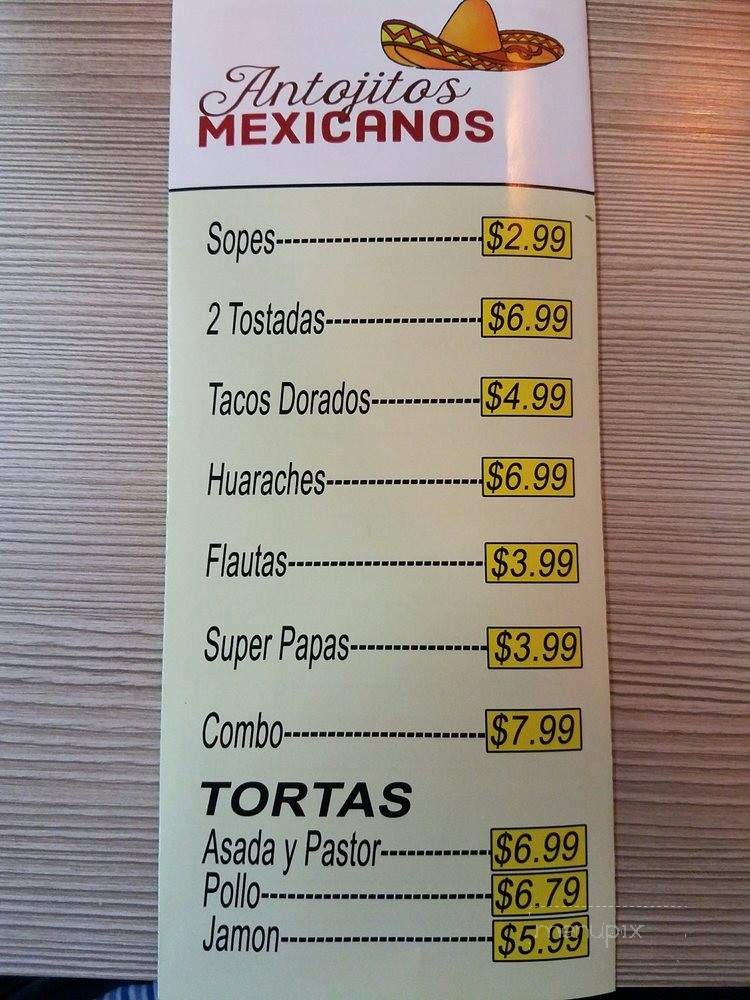 Antojitos
MEXICANOS
Sopes-----------------------$2.99
2 Tostadas-----------------$6.99
Tacos Dorados------------$4.99
Huaraches-----------------$6.99
Flautas---------------------$3.99
Super Papas---------------$3.99
Combo----------------------$7.99
TORTAS
Asada y Pastor-----------$6.99
Pollo------------------------$6.79
Jamon----------------------$5.99
menupix